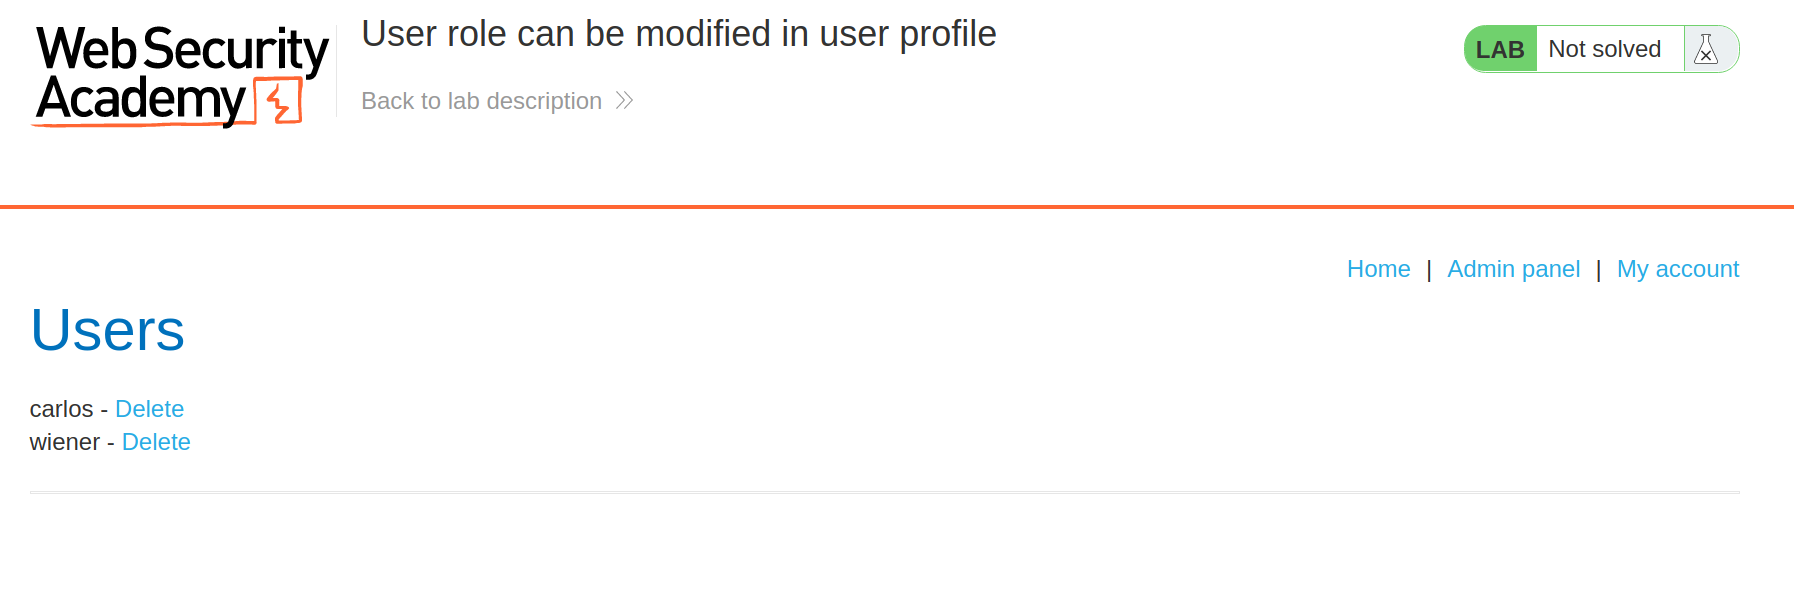 Web Security
Academy
User role can be modified in user profile
Back to lab description
LAB Not solved
Home | Admin panel | My account
Users
carlos - Delete
wiener - Delete